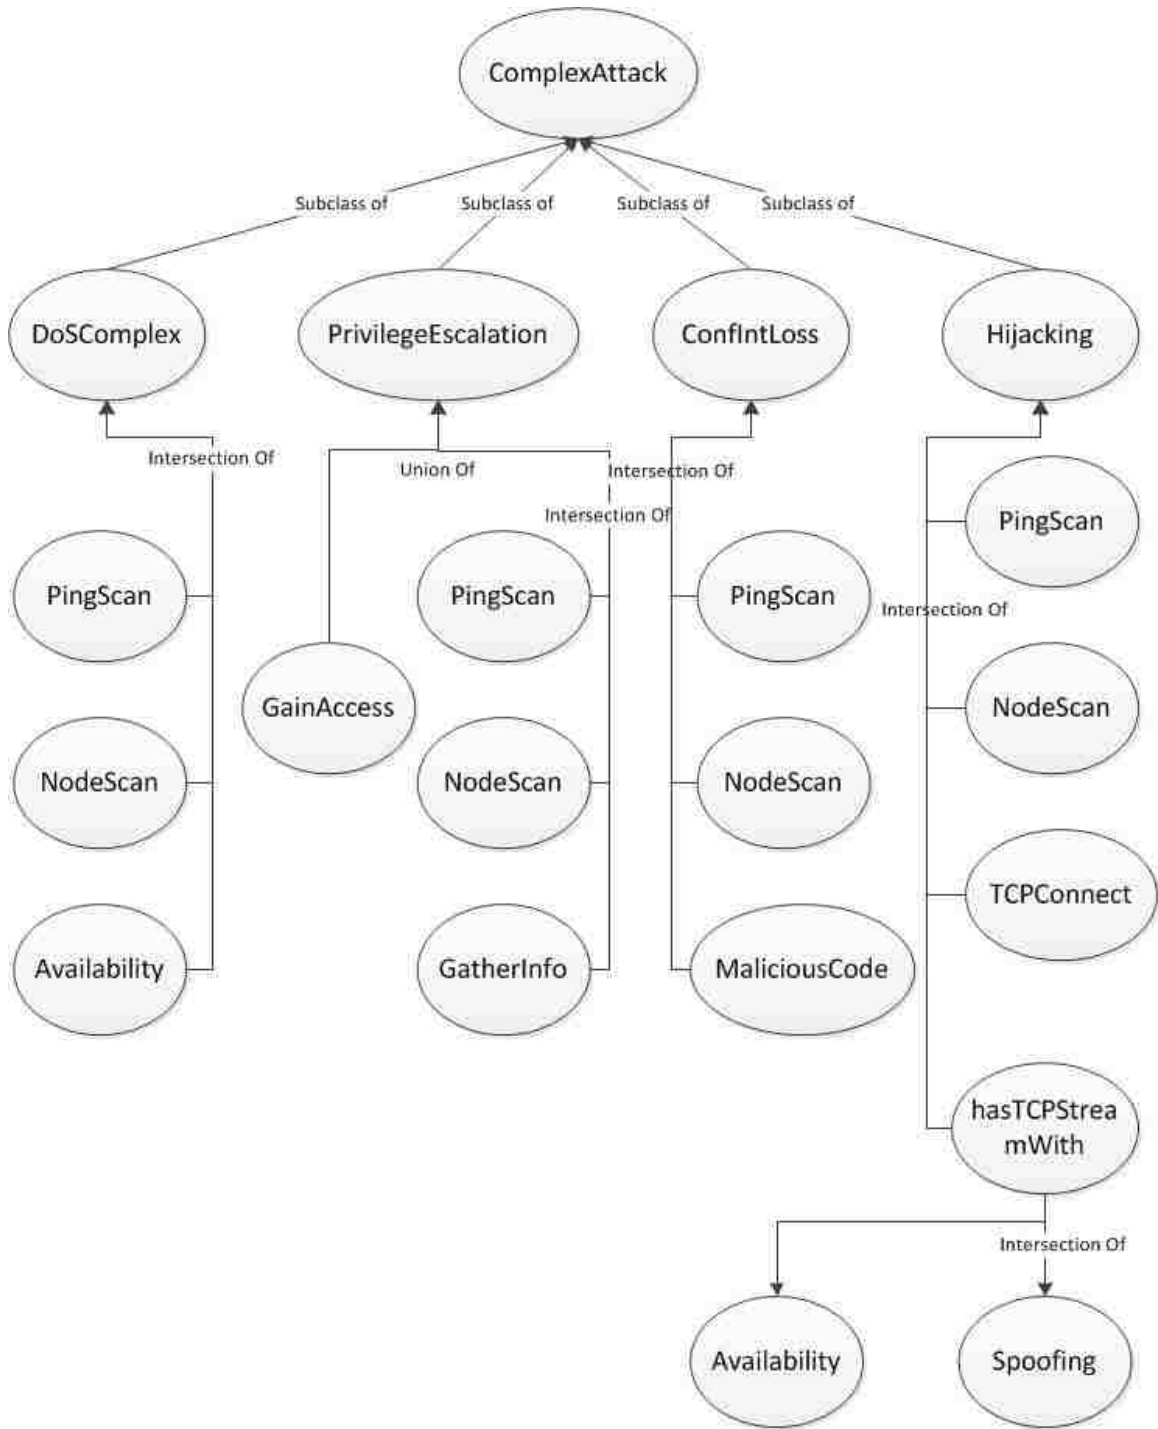 ComplexAttack
Subclass of
Subclass of
Subclass of
Subclass of
DoSComplex
PrivilegeEscalation
ConfIntLoss
Hijacking
Intersection Of
Union Of
Intersection Of
Intersection Of
PingScan
PingScan
PingScan
PingScan
Intersection Of
GainAccess
NodeScan
NodeScan
NodeScan
NodeScan
TCPConnect
Availability
GatherInfo
MaliciousCode
hasTCPStrea
mWith
Intersection Of
Availability
Spoofing